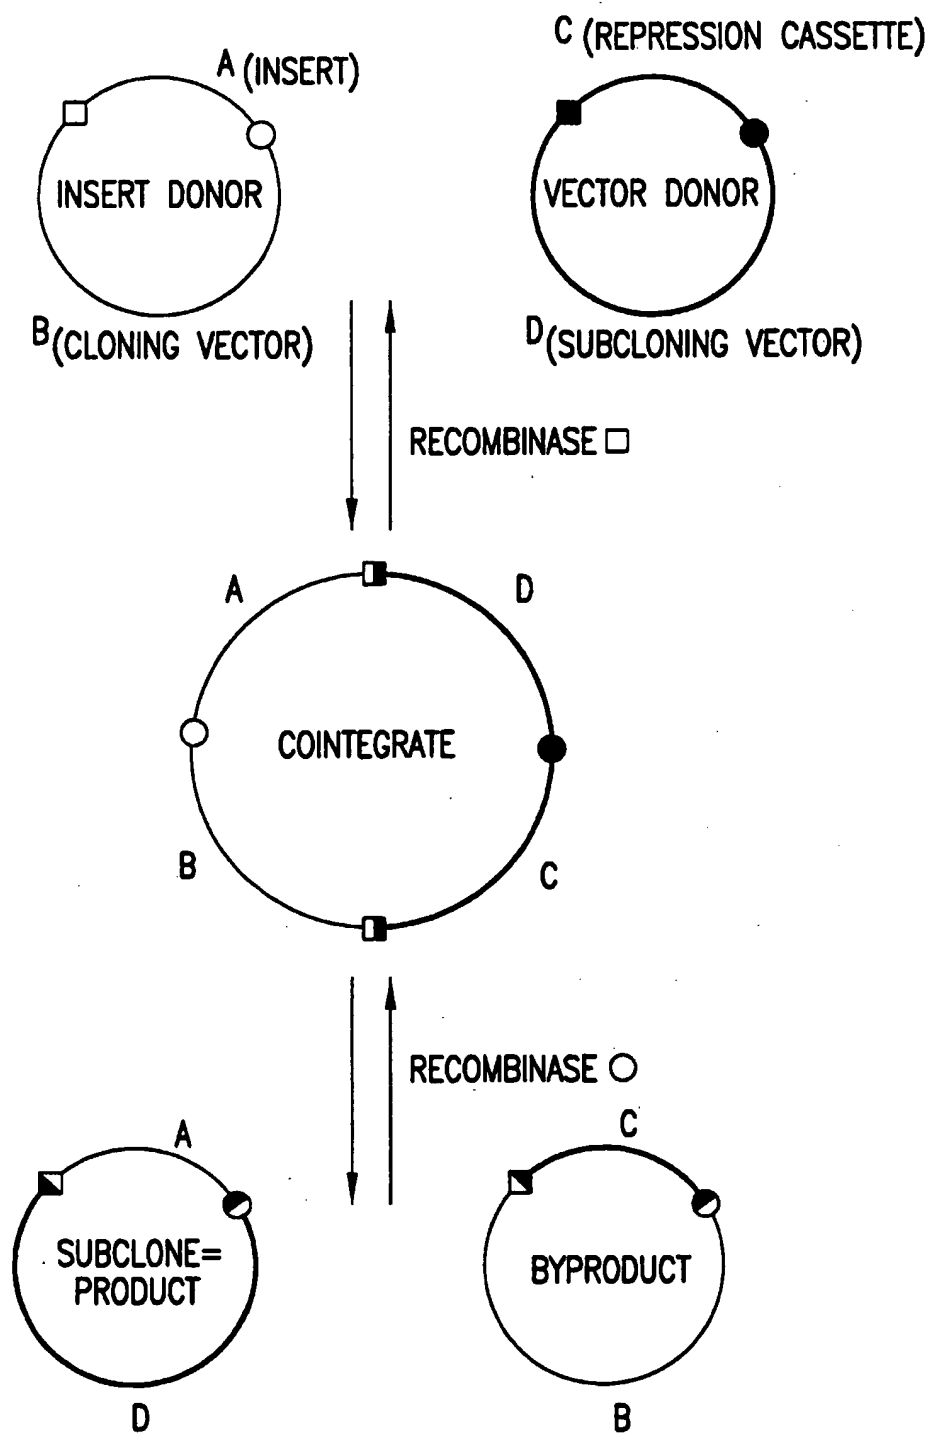 C (REPRESSION CASSETTE)
A (INSERT)
INSERT DONOR
VECTOR DONOR
B (CLONING VECTOR)
D (SUBCLONING VECTOR)
RECOMBINASE
A
D
COINTEGRATE
B
C
RECOMBINASE
A
C
SUBCLONE=
PRODUCT
BYPRODUCT
D
B